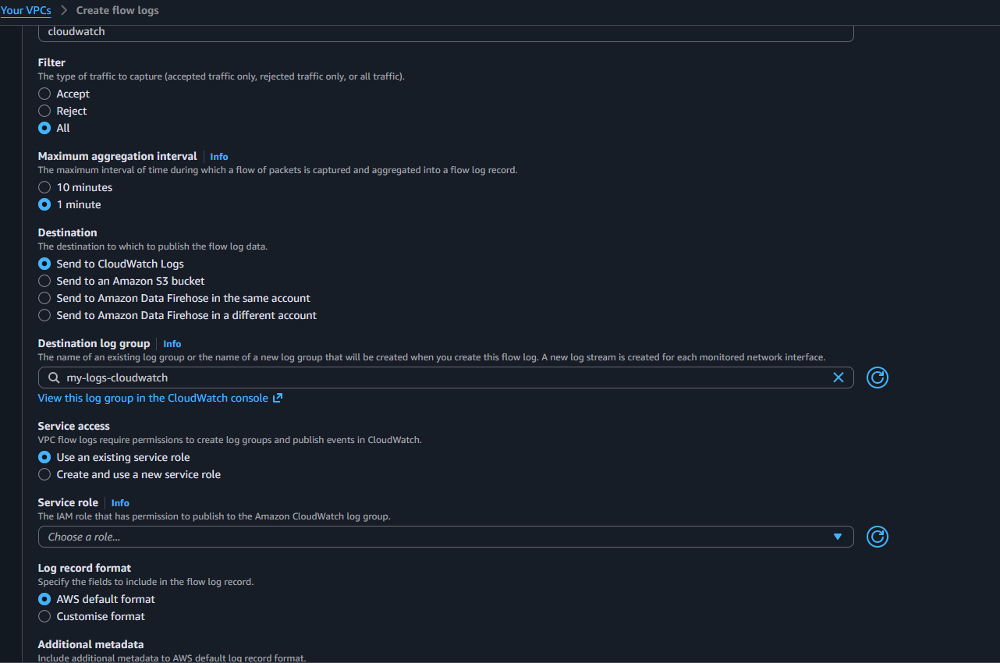 Your VPCs > Create flow logs
cloudwatch
Filter
The type of traffic to capture (accepted traffic only, rejected traffic only, or all traffic).
Accept
Reject
All
Maximum aggregation interval | Info
The maximum interval of time during which a flow of packets is captured and aggregated into a flow log record.
10 minutes
1 minute
Destination
The destination to which to publish the flow log data.
Send to CloudWatch Logs
Send to an Amazon S3 bucket
Send to Amazon Data Firehose in the same account
Send to Amazon Data Firehose in a different account
Destination log group | Info
The name of an existing log group or the name of a new log group that will be created when you create this flow log. A new log stream is created for each monitored network interface.
my-logs-cloudwatch
View this log group in the CloudWatch console
Service access
VPC flow logs require permissions to create log groups and publish events in CloudWatch.
Use an existing service role
Create and use a new service role
Service role | Info
The IAM role that has permission to publish to the Amazon CloudWatch log group.
Choose a role...
Log record format
Specify the fields to include in the flow log record.
AWS default format
Customise format
Additional metadata
Include additional metadata to AWS default log record format.